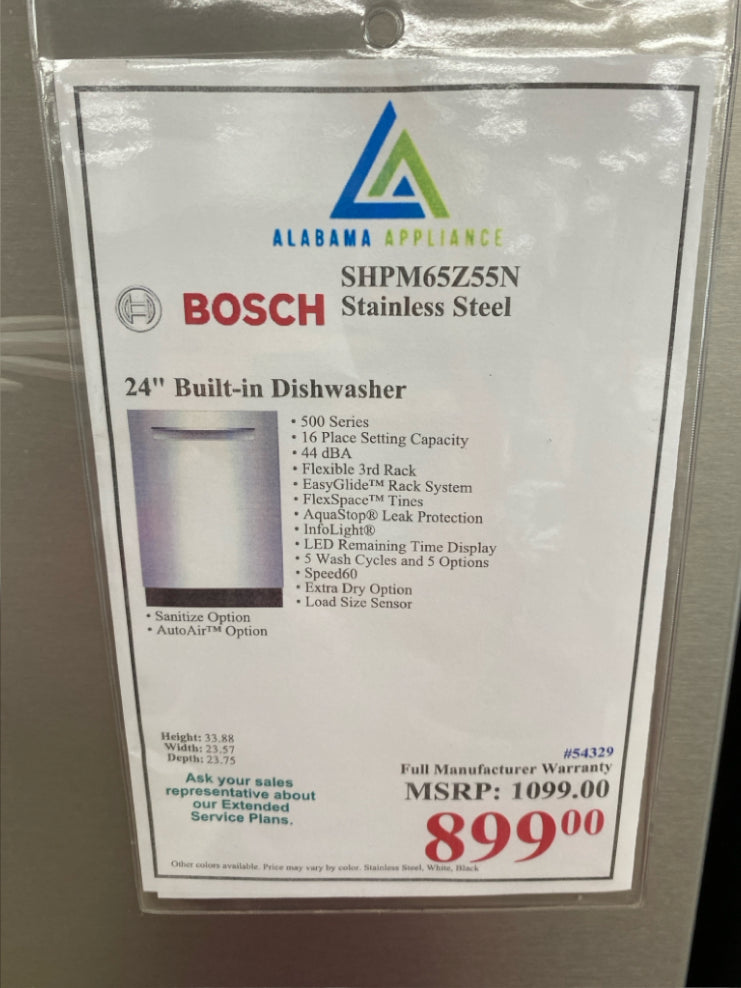 ALABAMA APPLIANCE
SHPM65Z55N
BOSCH Stainless Steel
24" Built-in Dishwasher
• 500 Series
• 16 Place Setting Capacity
• 44 dBA
• Flexible 3rd Rack
• EasyGlide™ Rack System
• FlexSpace™ Tines
• AquaStop® Leak Protection
• InfoLight®
• LED Remaining Time Display
• 5 Wash Cycles and 5 Options
• Speed60
• Extra Dry Option
• Load Size Sensor
• Sanitize Option
• AutoAir™ Option
Height: 33.88
Width: 23.57
Depth: 23.75
Ask your sales
representative about
our Extended
Service Plans.
#54329
Full Manufacturer Warranty
MSRP: 1099.00
899⁰⁰
Other colors available. Price may vary by color. Stainless Steel, White, Black